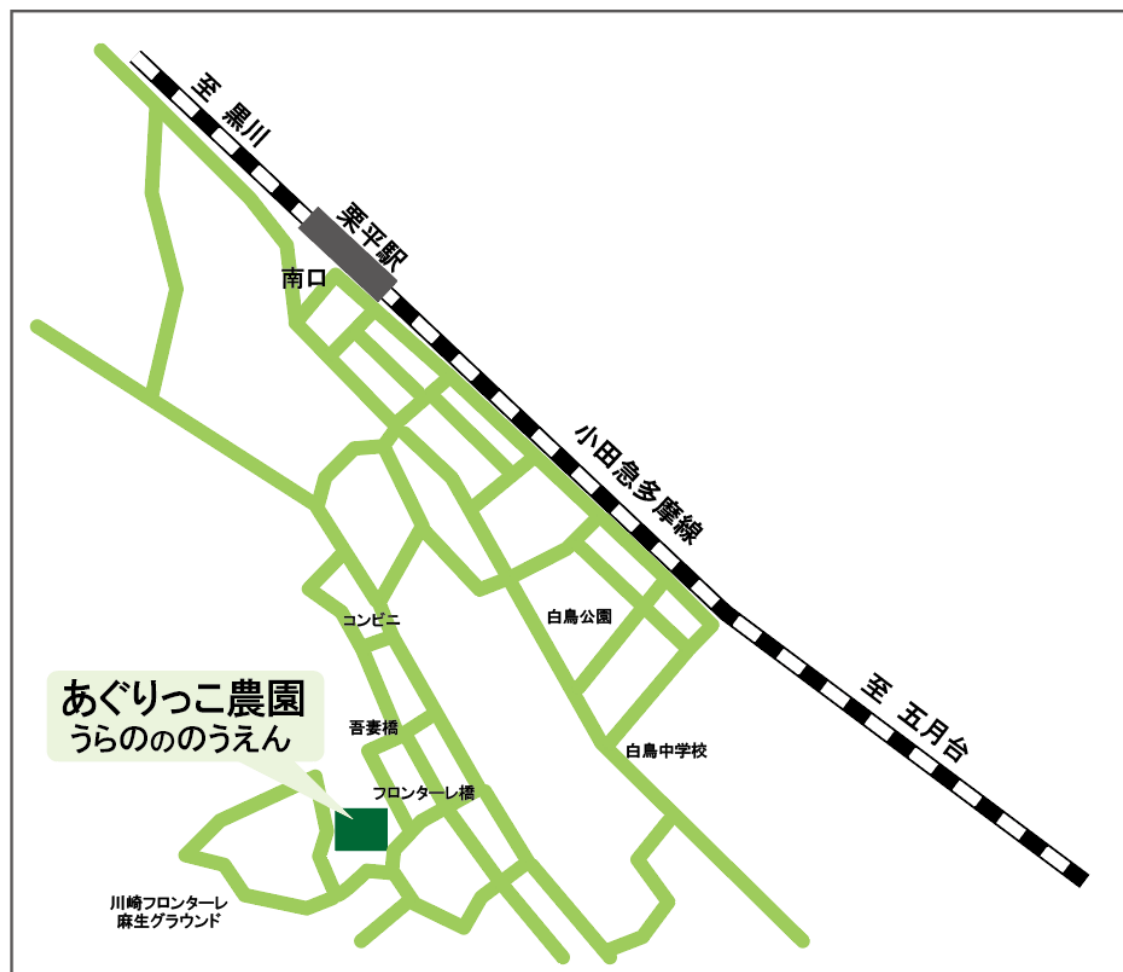 至 黒川
栗平駅
南口
小田急多摩線
白鳥公園
コンビニ
至 五月台
あぐりっこ農園
うらのののうえん
吾妻橋
白鳥中学校
フロンターレ橋
川崎フロンターレ
麻生グラウンド